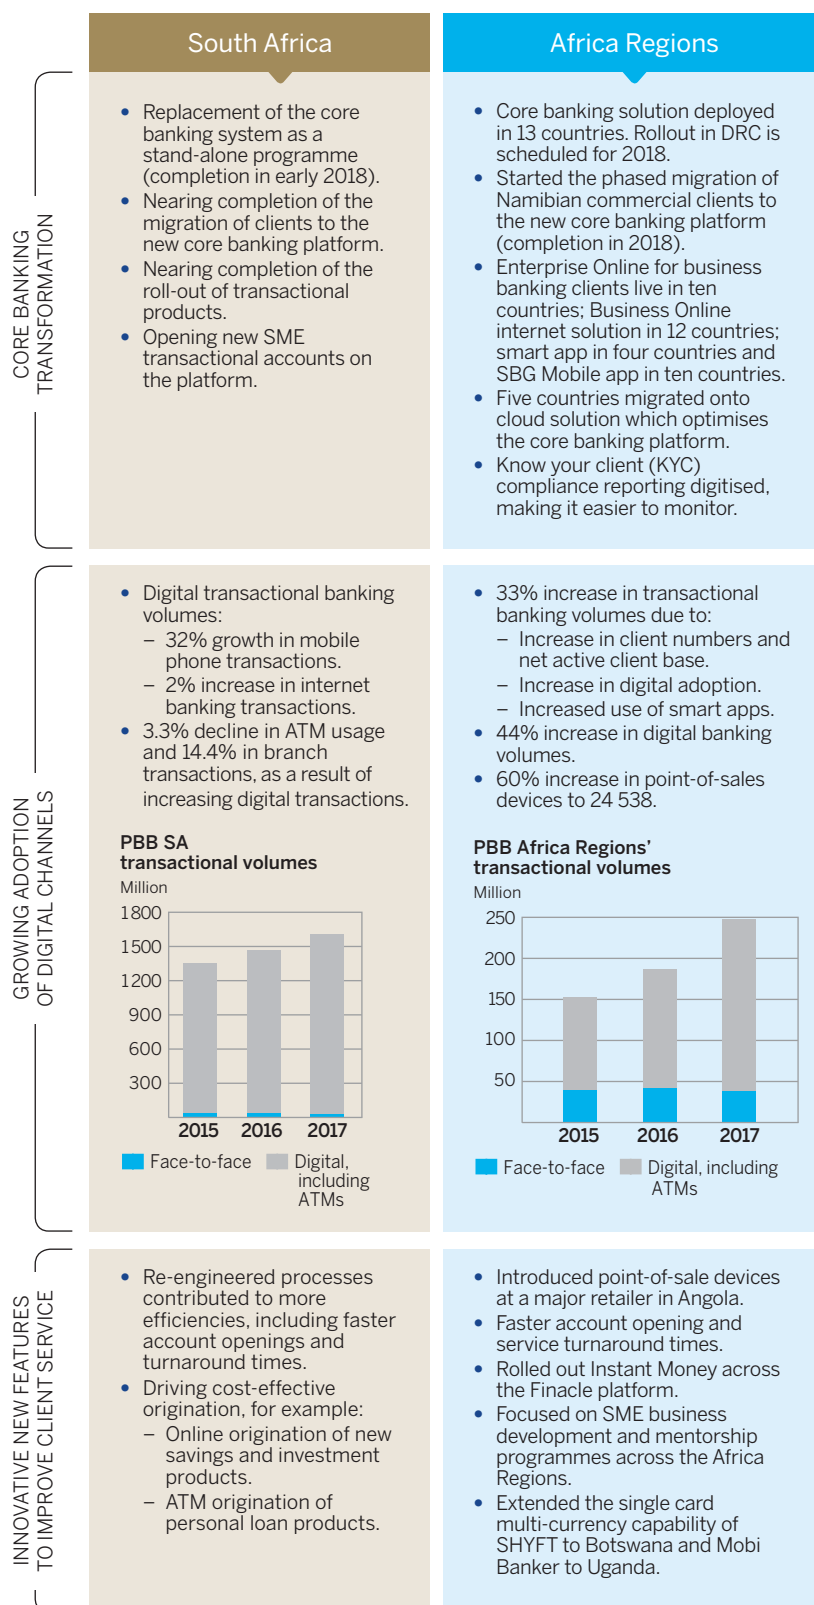 South Africa
Africa Regions
CORE BANKING
TRANSFORMATION
• Replacement of the core
banking system as a
stand-alone programme
(completion in early 2018).
• Nearing completion of the
migration of clients to the
new core banking platform.
• Nearing completion of the
roll-out of transactional
products.
• Opening new SME
transactional accounts on
the platform.
• Core banking solution deployed
in 13 countries. Rollout in DRC is
scheduled for 2018.
• Started the phased migration of
Namibian commercial clients to
the new core banking platform
(completion in 2018).
• Enterprise Online for business
banking clients live in ten
countries; Business Online
internet solution in 12 countries;
smart app in four countries and
SBG Mobile app in ten countries.
• Five countries migrated onto
cloud solution which optimises
the core banking platform.
• Know your client (KYC)
compliance reporting digitised,
making it easier to monitor.
GROWING ADOPTION
OF DIGITAL CHANNELS
• Digital transactional banking
volumes:
– 32% growth in mobile
phone transactions.
– 2% increase in internet
banking transactions.
• 3.3% decline in ATM usage
and 14.4% in branch
transactions, as a result of
increasing digital transactions.
PBB SA
transactional volumes
Million
1 800
1 500
1 200
900
600
300
2015 2016 2017
Face-to-face Digital,
including
ATMs
• 33% increase in transactional
banking volumes due to:
– Increase in client numbers and
net active client base.
– Increase in digital adoption.
– Increased use of smart apps.
• 44% increase in digital banking
volumes.
• 60% increase in point-of-sales
devices to 24 538.
PBB Africa Regions'
transactional volumes
Million
250
200
150
100
50
2015 2016 2017
Face-to-face Digital, including
ATMs
INNOVATIVE NEW FEATURES
TO IMPROVE CLIENT SERVICE
• Re-engineered processes
contributed to more
efficiencies, including faster
account openings and
turnaround times.
• Driving cost-effective
origination, for example:
– Online origination of new
savings and investment
products.
– ATM origination of
personal loan products.
• Introduced point-of-sale devices
at a major retailer in Angola.
• Faster account opening and
service turnaround times.
• Rolled out Instant Money across
the Finacle platform.
• Focused on SME business
development and mentorship
programmes across the Africa
Regions.
• Extended the single card
multi-currency capability of
SHYFT to Botswana and Mobi
Banker to Uganda.